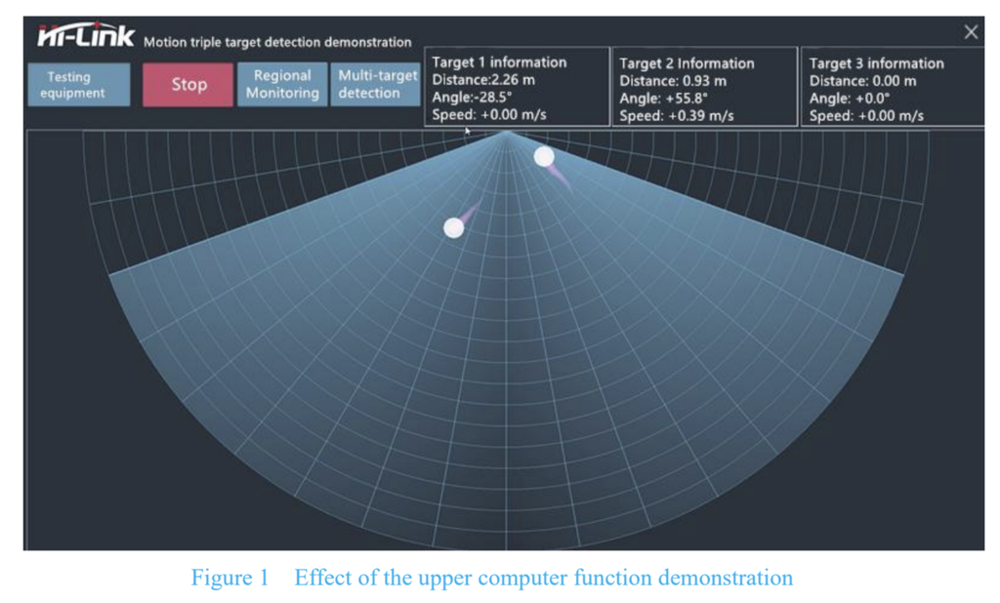 Hi-Link Motion triple target detection demonstration
Testing
equipment
Stop
Regional
Monitoring
Multi-target
detection
Target 1 information
Distance:2.26 m
Angle:-28.5°
Speed: +0.00 m/s
Target 2 Information
Distance: 0.93 m
Angle: +55.8°
Speed: +0.39 m/s
Target 3 information
Distance: 0.00 m
Angle: +0.0°
Speed: +0.00 m/s
Figure 1 Effect of the upper computer function demonstration